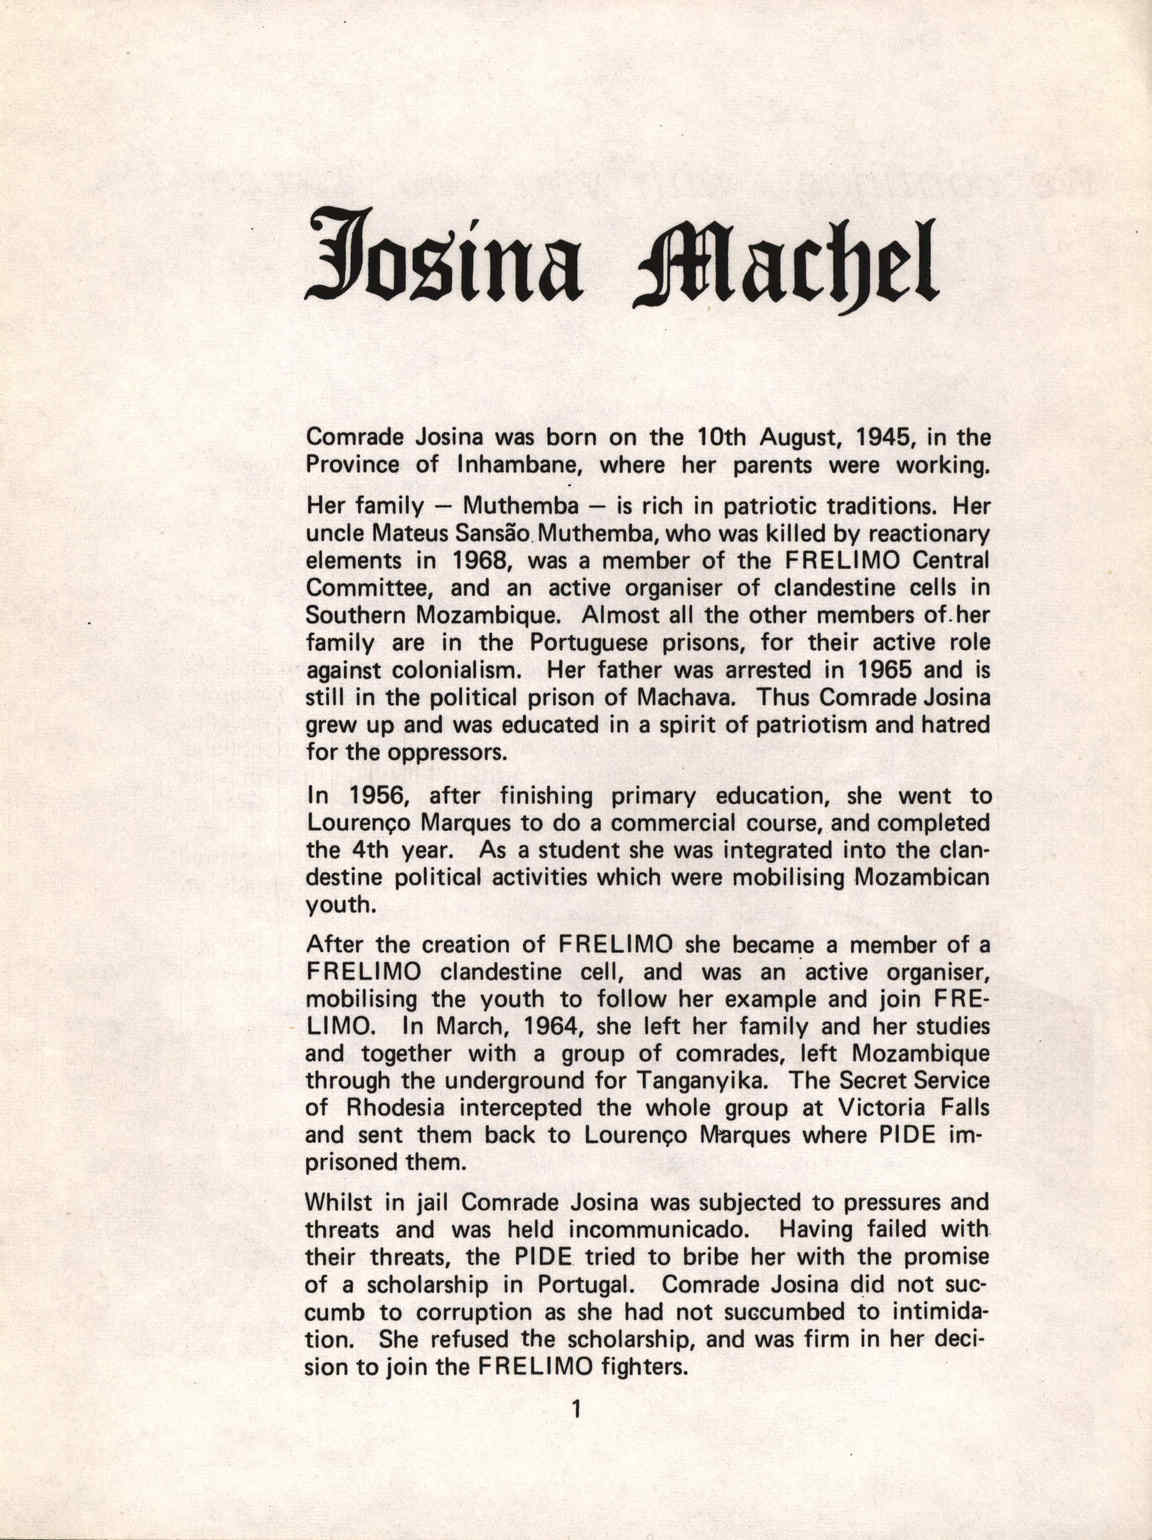 Josina Machel
Comrade Josina was born on the 10th August, 1945, in the
Province of Inhambane, where her parents were working.
Her family — Muthemba — is rich in patriotic traditions. Her
uncle Mateus Sansão Muthemba, who was killed by reactionary
elements in 1968, was a member of the FRELIMO Central
Committee, and an active organiser of clandestine cells in
Southern Mozambique. Almost all the other members of her
family are in the Portuguese prisons, for their active role
against colonialism. Her father was arrested in 1965 and is
still in the political prison of Machava. Thus Comrade Josina
grew up and was educated in a spirit of patriotism and hatred
for the oppressors.
In 1956, after finishing primary education, she went to
Lourenço Marques to do a commercial course, and completed
the 4th year. As a student she was integrated into the clan-
destine political activities which were mobilising Mozambican
youth.
After the creation of FRELIMO she became a member of a
FRELIMO clandestine cell, and was an active organiser,
mobilising the youth to follow her example and join FRE-
LIMO. In March, 1964, she left her family and her studies
and together with a group of comrades, left Mozambique
through the underground for Tanganyika. The Secret Service
of Rhodesia intercepted the whole group at Victoria Falls
and sent them back to Lourenço Marques where PIDE im-
prisoned them.
Whilst in jail Comrade Josina was subjected to pressures and
threats and was held incommunicado. Having failed with
their threats, the PIDE tried to bribe her with the promise
of a scholarship in Portugal. Comrade Josina did not suc-
cumb to corruption as she had not succumbed to intimida-
tion. She refused the scholarship, and was firm in her deci-
sion to join the FRELIMO fighters.
1